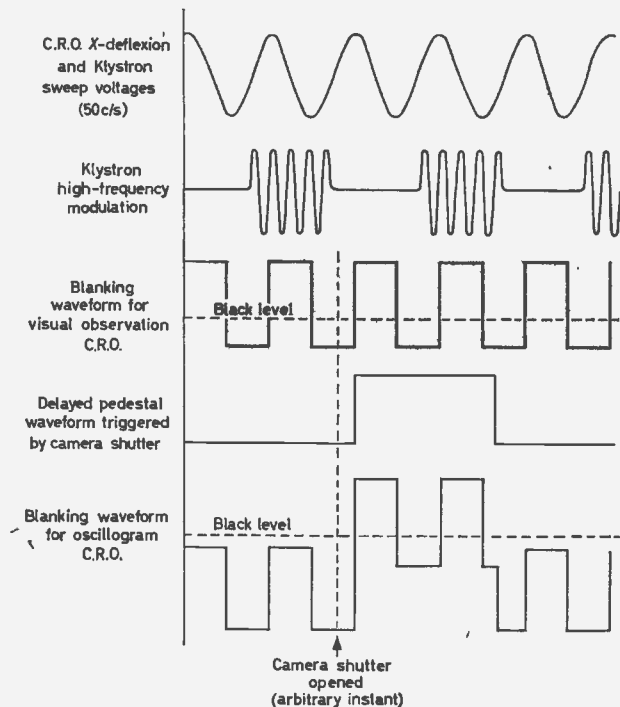 C.R.O. X-deflexion
and Klystron
sweep voltages
(50c/s)
Klystron
high-frequency
modulation
Blanking
waveform for
visual observation
C.R.O.
Black level
Delayed pedestal
waveform triggered
by camera shutter
Blanking waveform
for oscillogram
C.R.O.
Black level
Camera shutter
opened
(arbitrary instant)